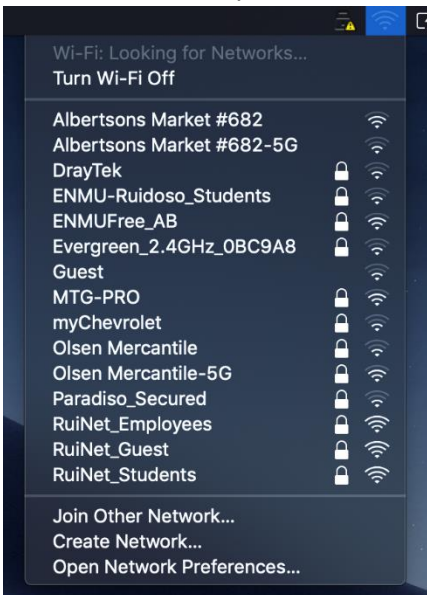 Wi-Fi: Looking for Networks...
Turn Wi-Fi Off
Albertsons Market #682
Albertsons Market #682-5G
DrayTek
ENMU-Ruidoso_Students
ENMUFree_AB
Evergreen_2.4GHz_0BC9A8
Guest
MTG-PRO
myChevrolet
Olsen Mercantile
Olsen Mercantile-5G
Paradiso_Secured
RuiNet_Employees
RuiNet_Guest
RuiNet_Students
Join Other Network...
Create Network...
Open Network Preferences...